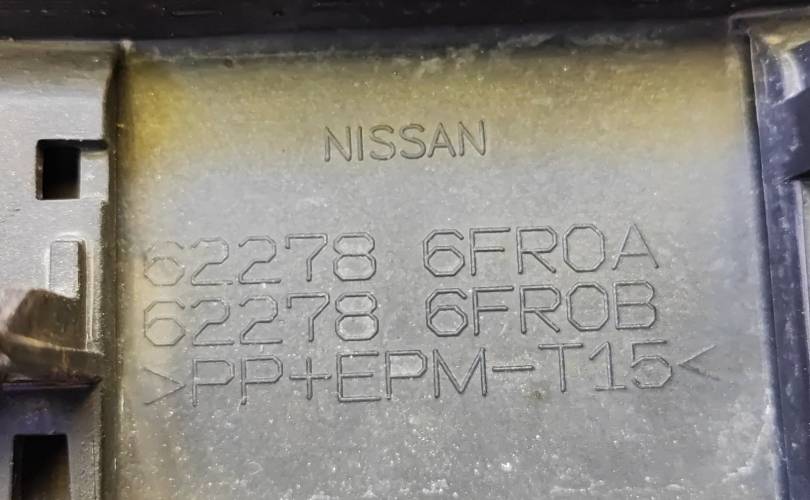 NISSAN
62278 6FR0A
62278 6FR0B
>PP+EPM-T15<